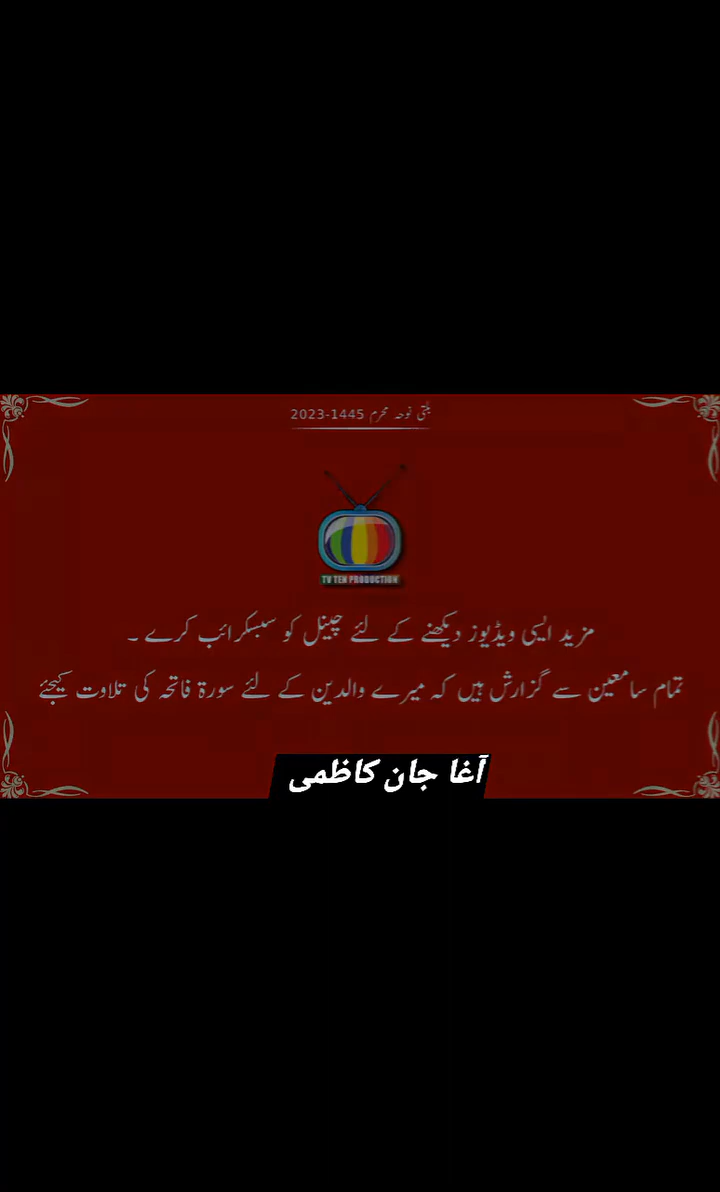 بلتی نوحہ محرم 1445-2023
TV TEN PRODUCTION
مزید ایسی ویڈیوز دیکھنے کے لئے چینل کو سبسکرائب کرے ۔
تمام سامعین سے گزارش ہیں کہ میرے والدین کے لئے سورۃ فاتحہ کی تلاوت کیجئے
آغا جان کاظمی